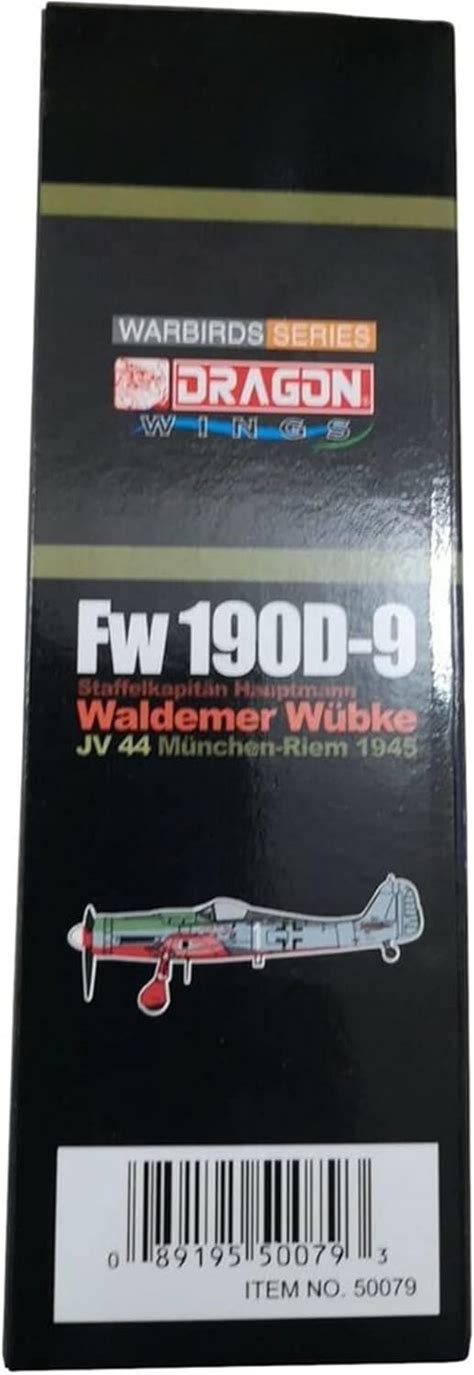 WARBIRDS SERIES
DRAGON
WINGS
Fw 190D-9
Staffelkapitän Hauptmann
Waldemer Wübke
JV 44 München-Riem 1945
0 89195 50079 3
ITEM NO. 50079